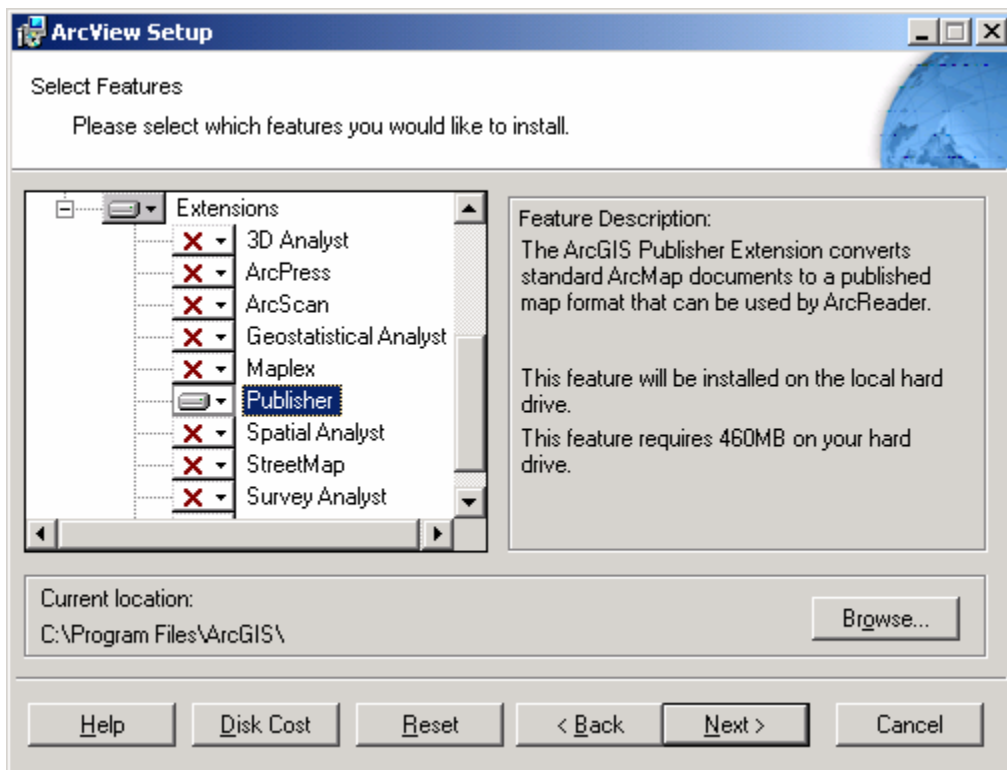 ArcView Setup
Select Features
Please select which features you would like to install.
Extensions
3D Analyst
ArcPress
ArcScan
Geostatistical Analyst
Maplex
Publisher
Spatial Analyst
StreetMap
Survey Analyst
Feature Description:
The ArcGIS Publisher Extension converts
standard ArcMap documents to a published
map format that can be used by ArcReader.
This feature will be installed on the local hard
drive.
This feature requires 460MB on your hard
drive.
Current location:
C:\Program Files\ArcGIS\
Browse...
Help
Disk Cost
Reset
< Back
Next >
Cancel